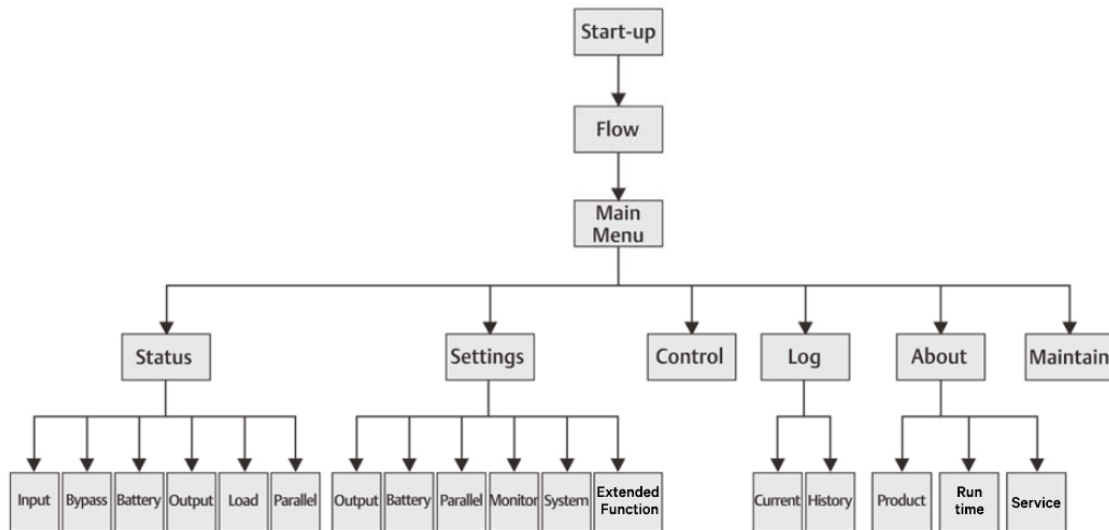 Start-up
Flow
Main
Menu
Status
Settings
Control
Log
About
Maintain
Input
Bypass
Battery
Output
Load
Parallel
Output
Battery
Parallel
Monitor
System
Extended
Function
Current
History
Product
Run
time
Service